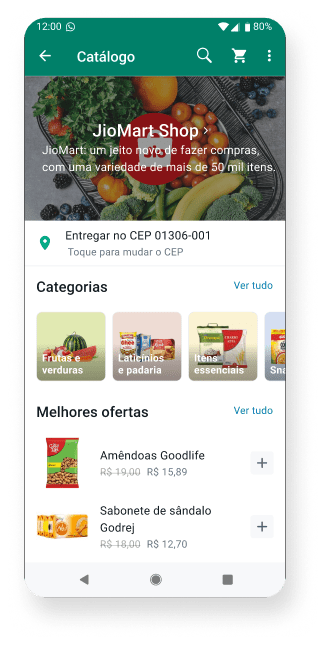 12:00 80%
Catálogo
JioMart Shop ›
JioMart: um jeito novo de fazer compras,
com uma variedade de mais de 50 mil itens.
Entregar no CEP 01306-001
Toque para mudar o CEP
Categorias Ver tudo
Frutas e
verduras
Laticínios
e padaria
Itens
essenciais
Sna
Melhores ofertas Ver tudo
Amêndoas Goodlife
R$ 19,00 R$ 15,89
Sabonete de sândalo
Godrej
R$ 18,00 R$ 12,70